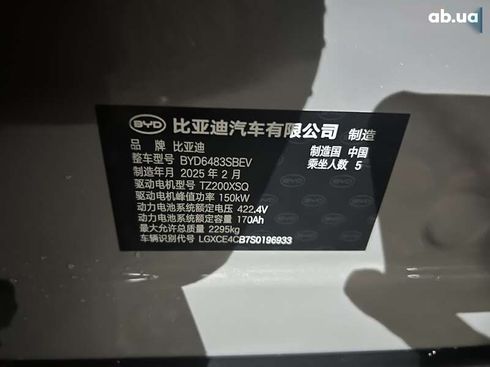 ab.ua
BYD 比亚迪汽车有限公司 制造
品 牌 比亚迪 制造国 中国
整车型号 BYD6483SBEV 乘坐人数 5
制造年月 2025 年 2 月
驱动电机型号 TZ200XSQ
驱动电机峰值功率 150kW
动力电池系统额定电压 422.4V
动力电池系统额定容量 170Ah
最大允许总质量 2295kg
车辆识别代号 LGXCE4CB7S0196933
BYD